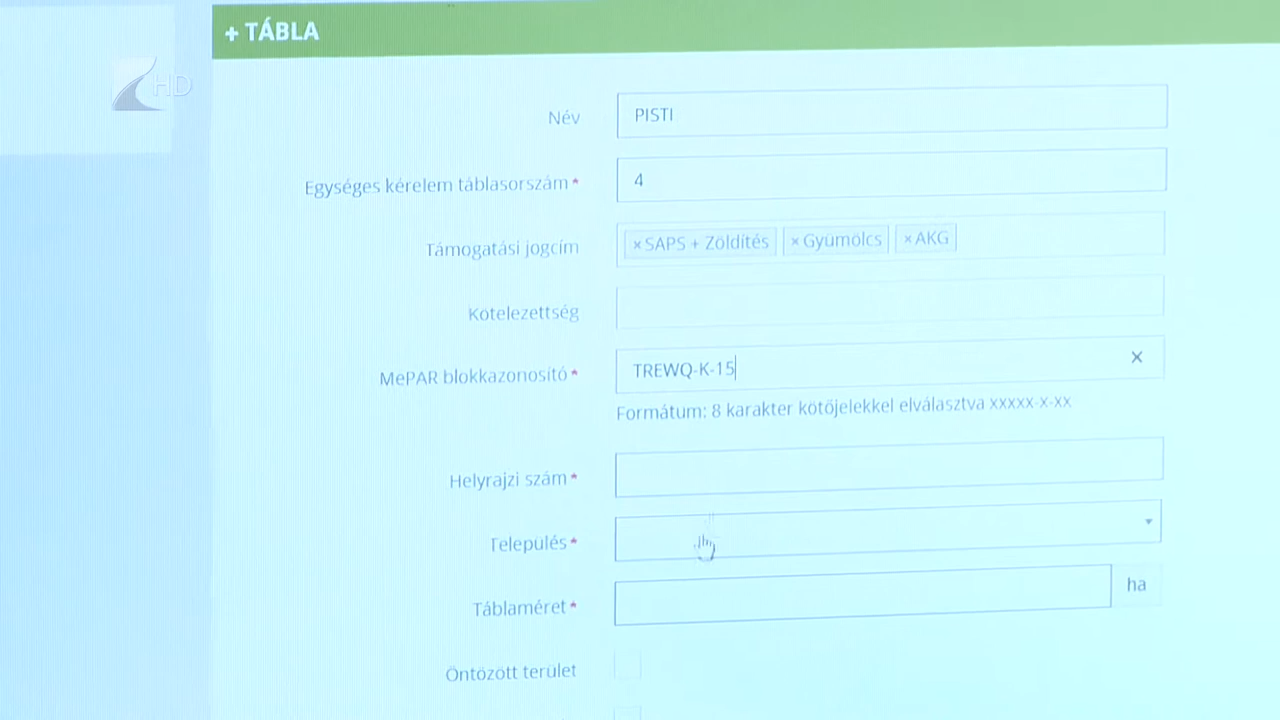 + TÁBLA
HD
Név PISTI
Egységes kérelem táblasorszám * 4
Támogatási jogcím × SAPS + Zöldítés × Gyümölcs × AKG
Kötelezettség
MePAR blokkazonosító * TREWQ-K-15 ×
Formátum: 8 karakter kötőjelekkel elválasztva xxxxx-x-xx
Helyrajzi szám *
Település *
Táblaméret * ha
Öntözött terület